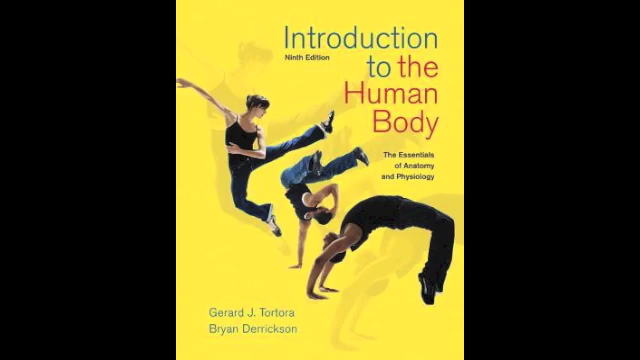 Introduction
Ninth Edition
to the
Human
Body
The Essentials
of Anatomy
and Physiology
Gerard J. Tortora
Bryan Derrickson